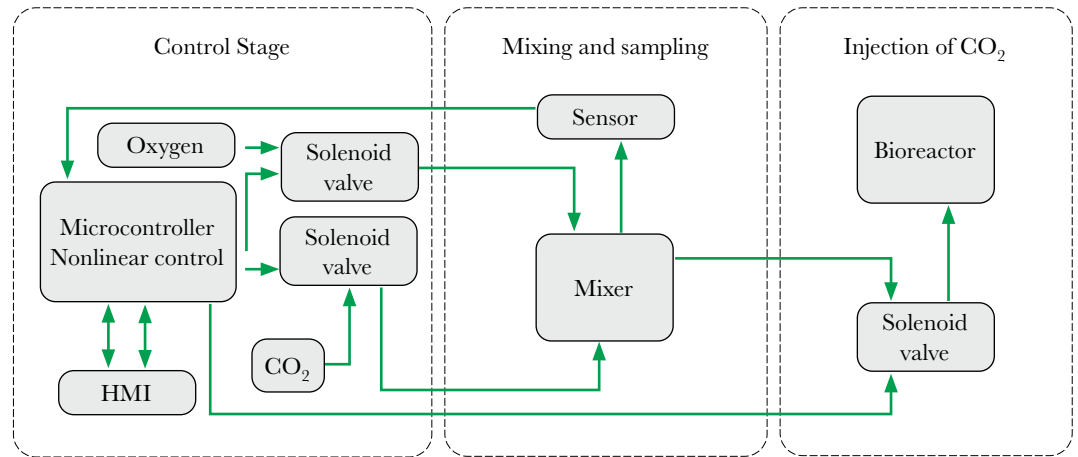 Control Stage
Mixing and sampling
Injection of CO₂
Sensor
Oxygen
Solenoid
valve
Bioreactor
Microcontroller
Nonlinear control
Solenoid
valve
Mixer
Solenoid
valve
CO₂
HMI